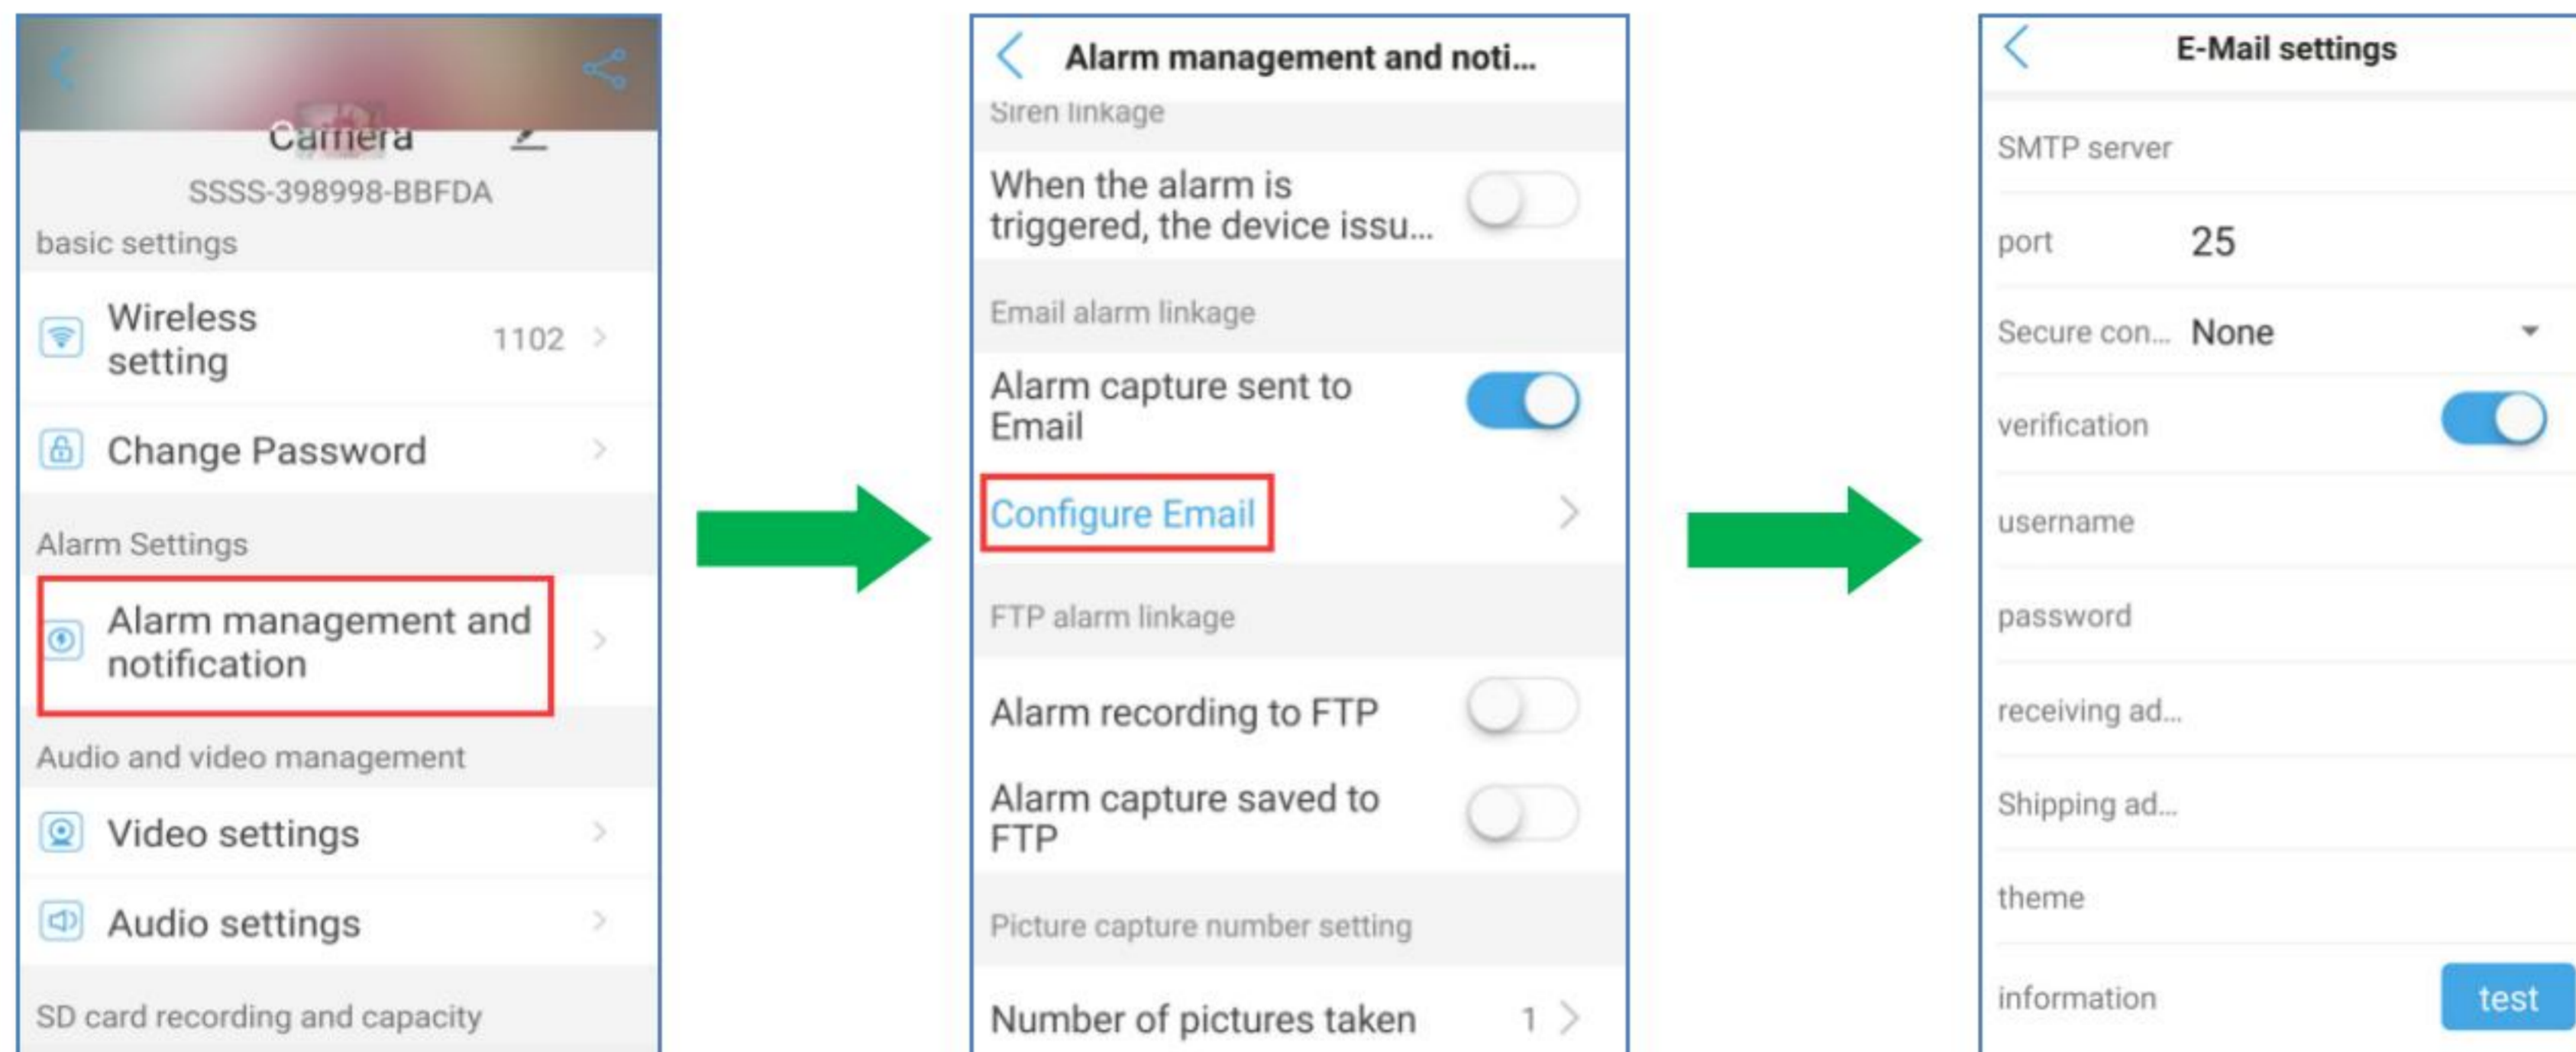 Camera
SSSS-398998-BBFDA
basic settings
Wireless
setting
1102
Change Password
Alarm Settings
Alarm management and
notification
Audio and video management
Video settings
Audio settings
SD card recording and capacity
Alarm management and noti...
Siren linkage
When the alarm is
triggered, the device issu...
Email alarm linkage
Alarm capture sent to
Email
Configure Email
FTP alarm linkage
Alarm recording to FTP
Alarm capture saved to
FTP
Picture capture number setting
Number of pictures taken 1
E-Mail settings
SMTP server
port 25
Secure con... None
verification
username
password
receiving ad...
Shipping ad...
theme
information test